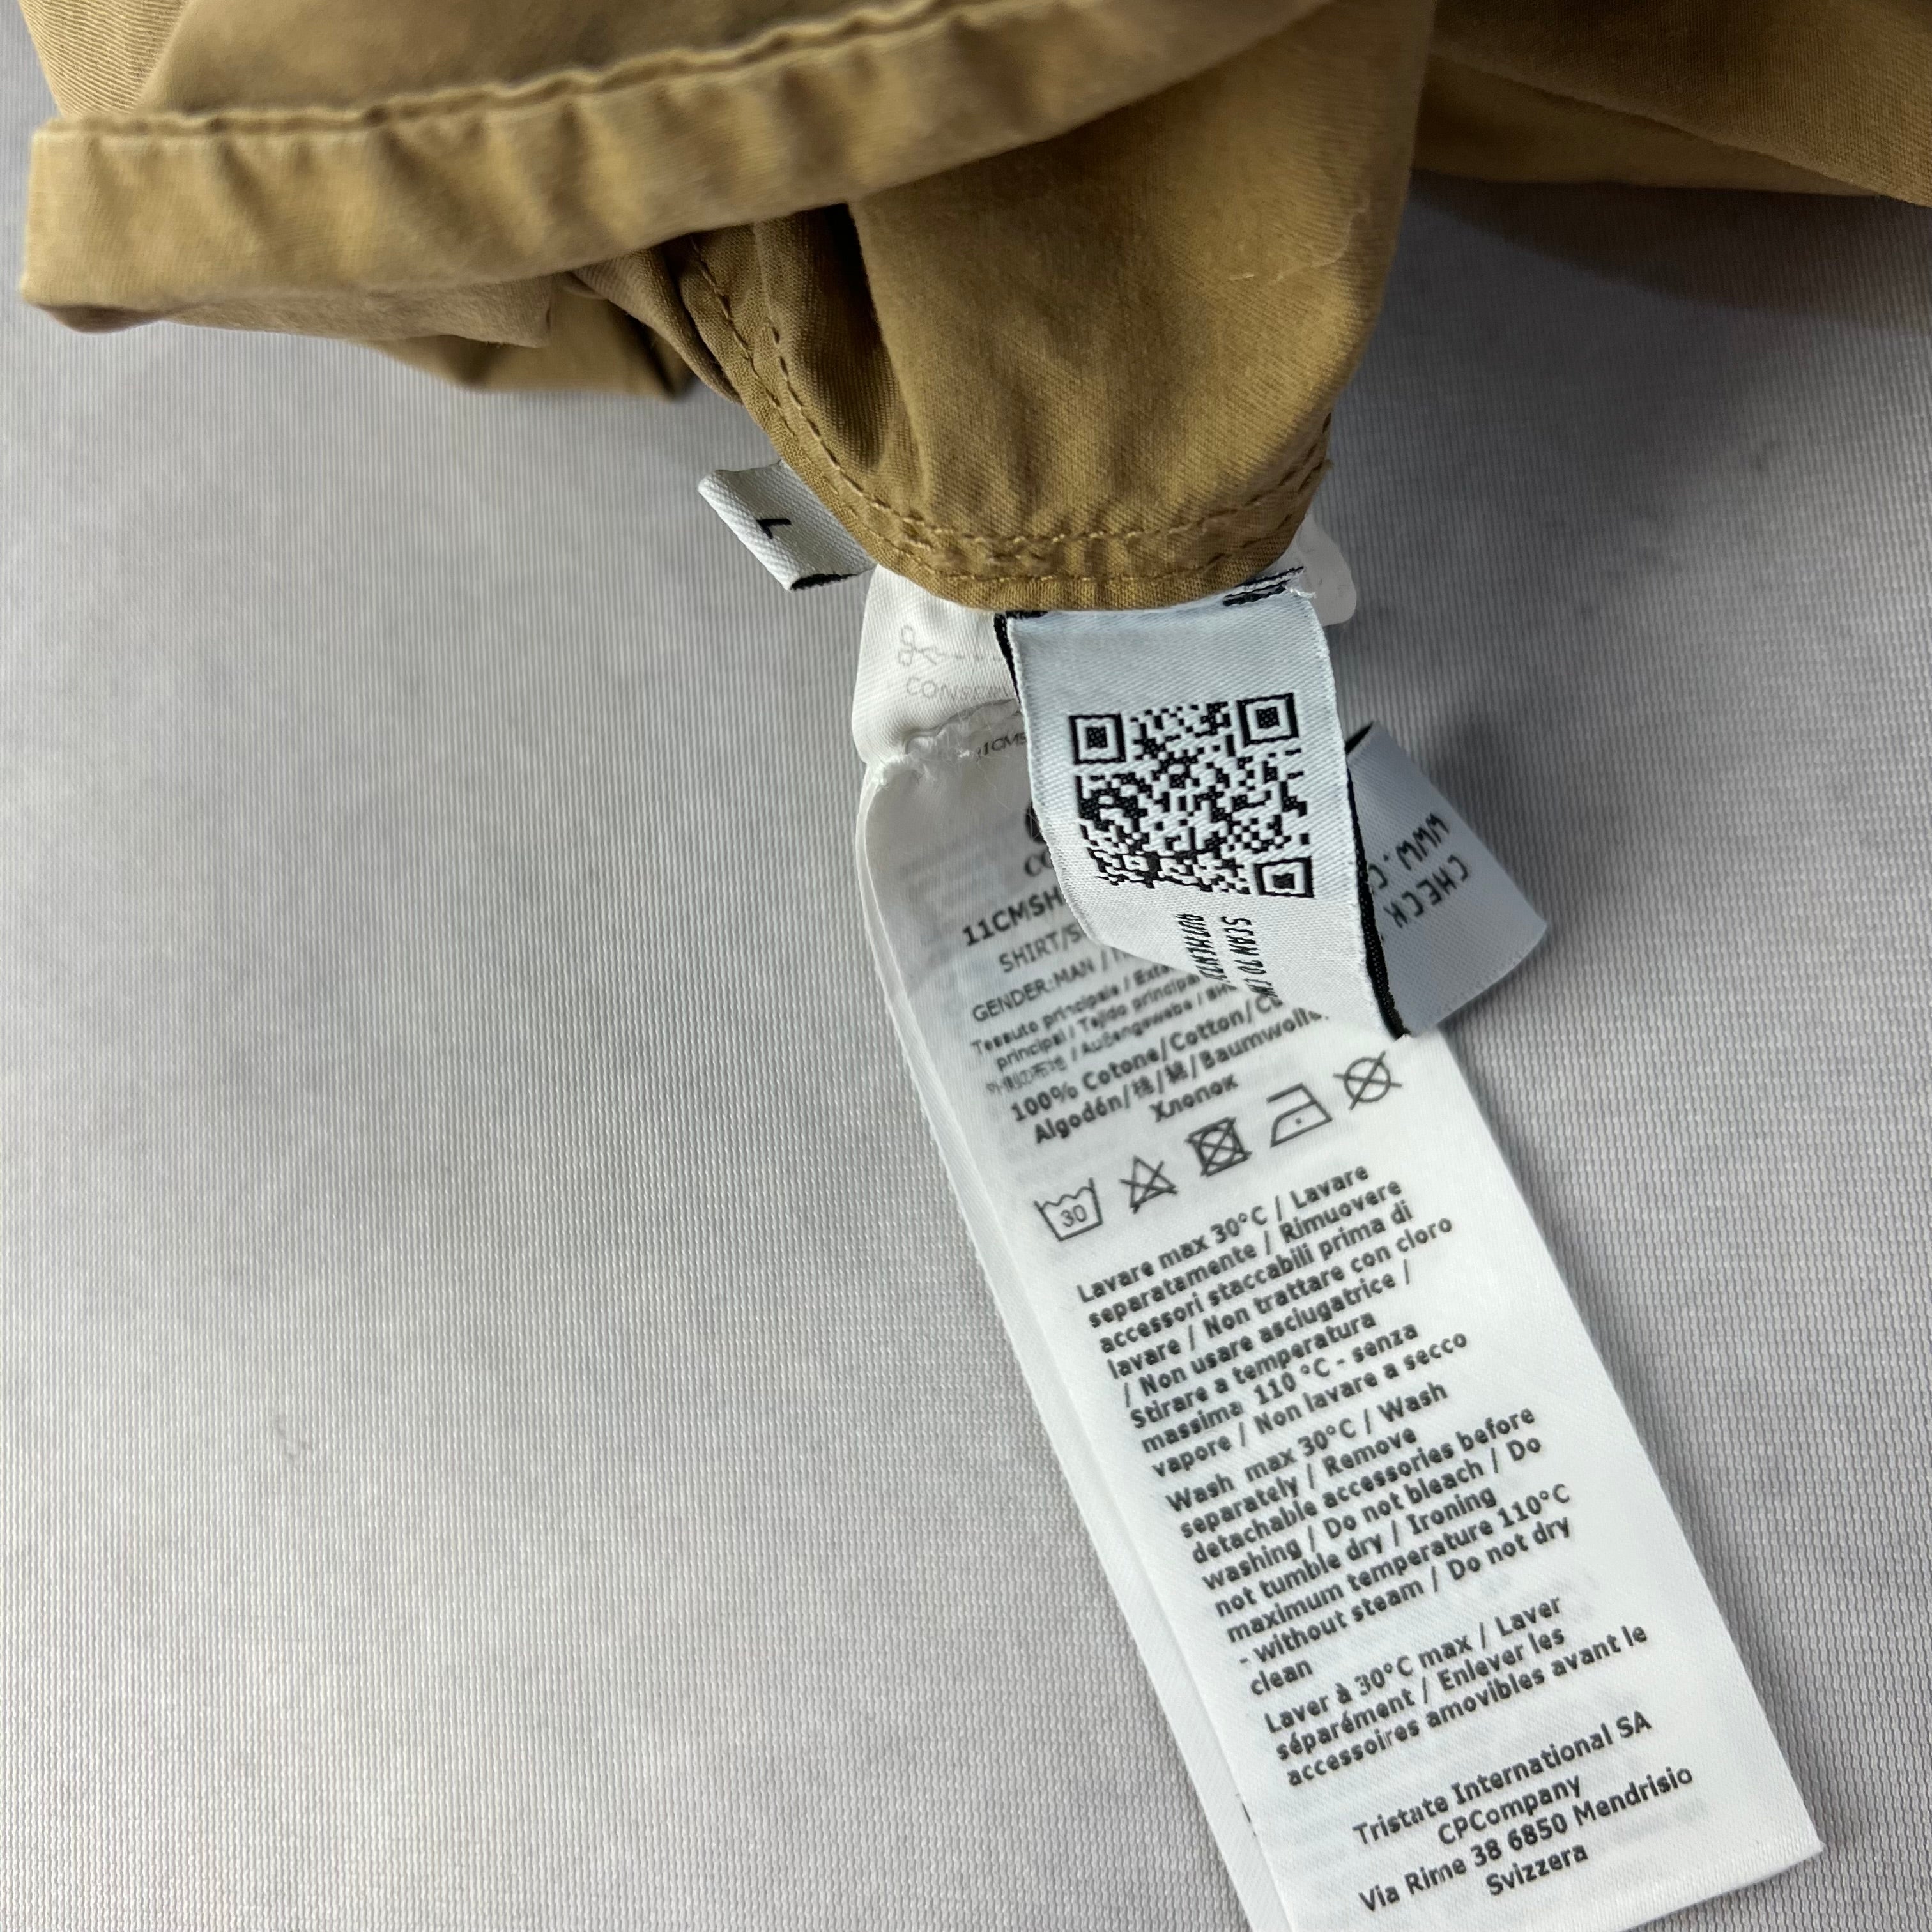 L
SCAN TO
CHECK
WWW.C
11CMSH
SHIRT/S
GENDER:MAN /
Tessuto principale /
principal / Tejido principal
/ Außengewebe /
100% Cotone/Cotton/
Algodón/棉/綿/Baumwolle
Хлопок
30
Lavare max 30°C / Lavare
separatamente / Rimuovere
accessori staccabili prima di
lavare / Non trattare con cloro
/ Non usare asciugatrice /
Stirare a temperatura
massima 110 °C - senza
vapore / Non lavare a secco
Wash max 30°C / Wash
separately / Remove
detachable accessories before
washing / Do not bleach / Do
not tumble dry / Ironing
maximum temperature 110°C
- without steam / Do not dry
clean
Laver à 30°C max / Laver
séparément / Enlever les
accessoires amovibles avant le
Tristate International SA
CPCompany
Via Rime 38 6850 Mendrisio
Svizzera